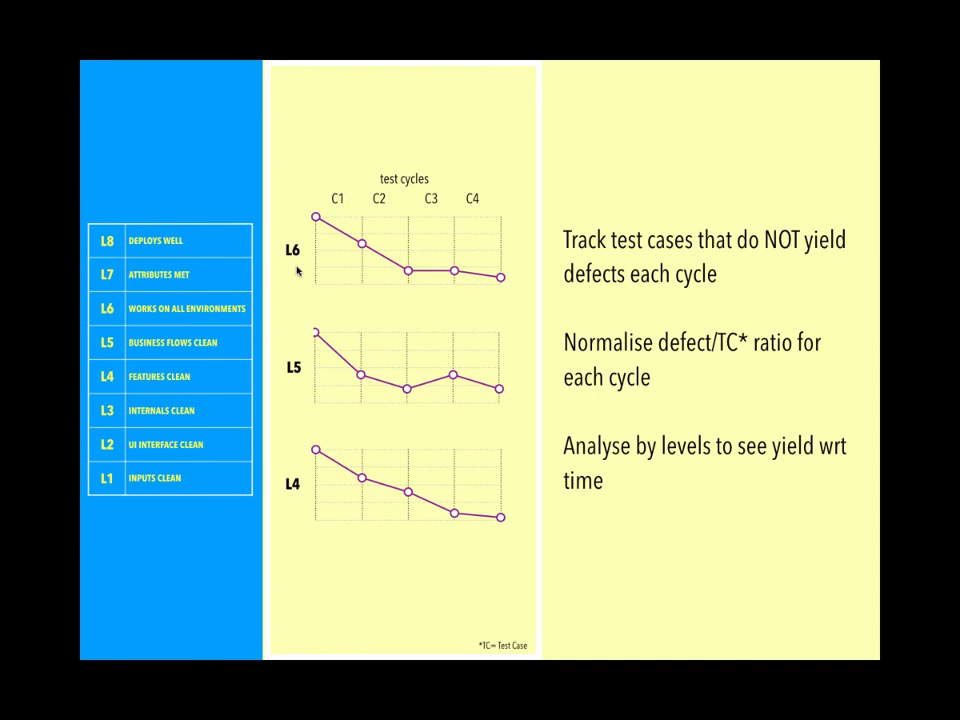 L8 DEPLOYS WELL
L7 ATTRIBUTES MET
L6 WORKS ON ALL ENVIRONMENTS
L5 BUSINESS FLOWS CLEAN
L4 FEATURES CLEAN
L3 INTERNALS CLEAN
L2 UI INTERFACE CLEAN
L1 INPUTS CLEAN
test cycles
C1 C2 C3 C4
L6
L5
L4
*TC= Test Case
Track test cases that do NOT yield
defects each cycle
Normalise defect/TC* ratio for
each cycle
Analyse by levels to see yield wrt
time